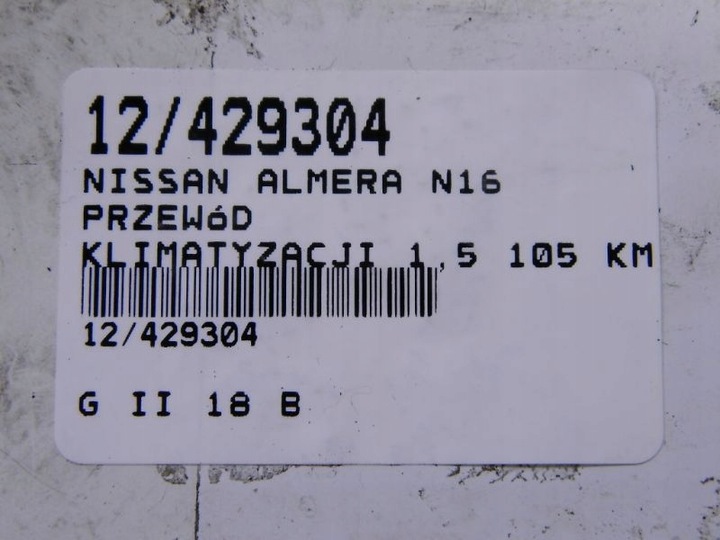 12/429304
NISSAN ALMERA N16
PRZEWóD
KLIMATYZACJI 1,5 105 KM
12/429304
G II 18 B